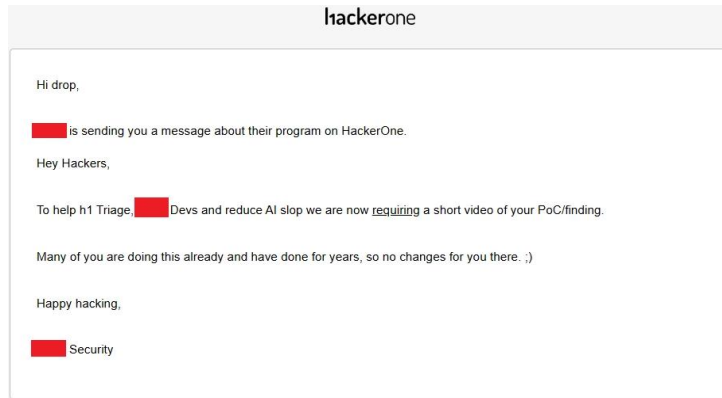 hackerone
Hi drop,
is sending you a message about their program on HackerOne.
Hey Hackers,
To help h1 Triage, Devs and reduce AI slop we are now requiring a short video of your PoC/finding.
Many of you are doing this already and have done for years, so no changes for you there. ;)
Happy hacking,
Security